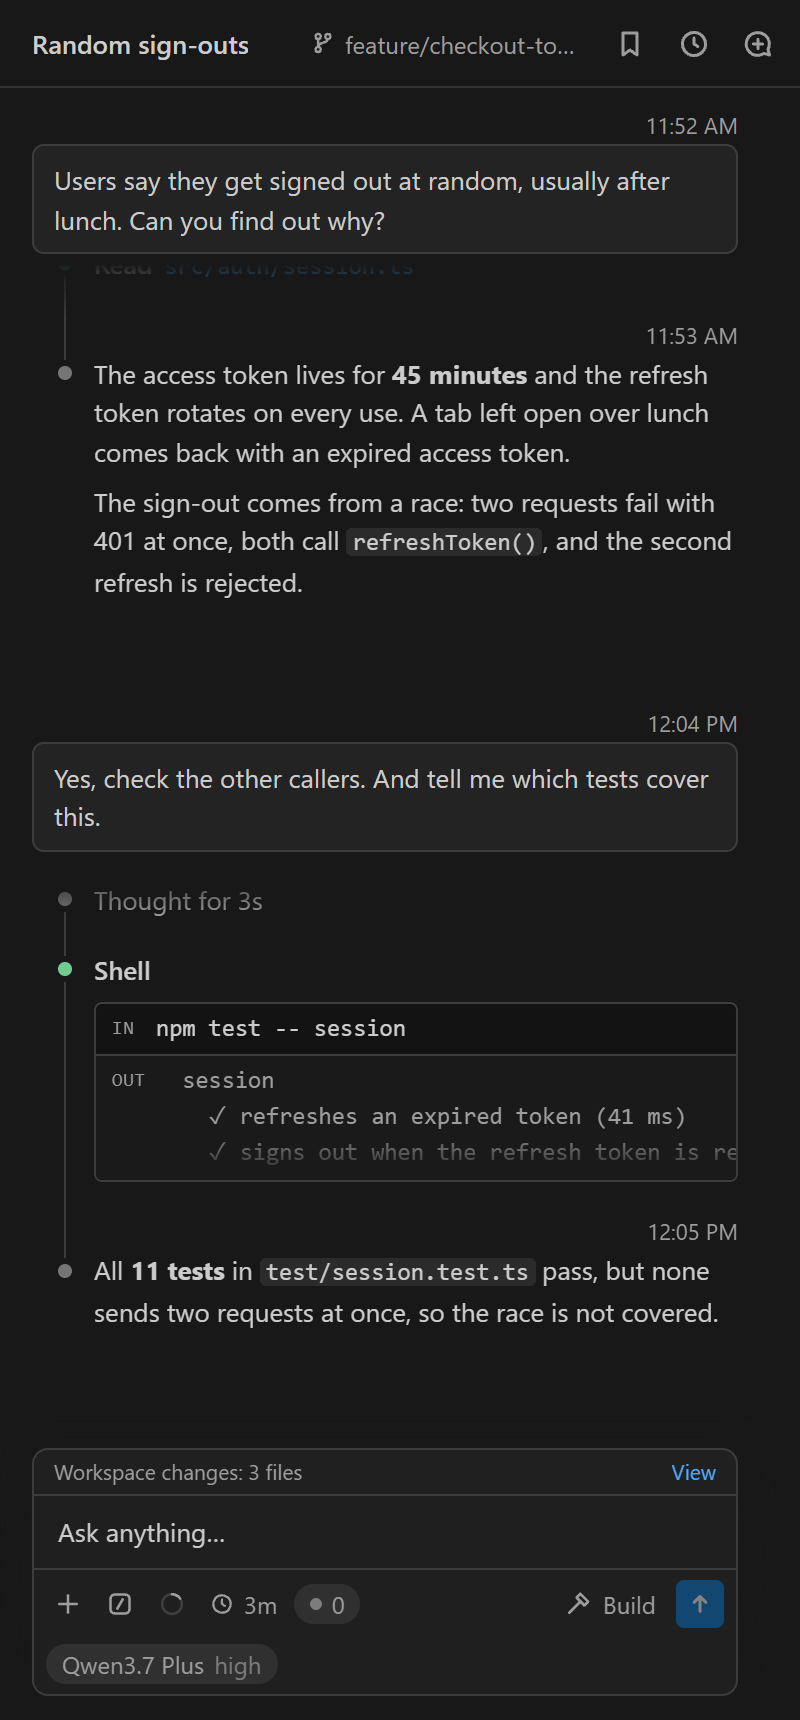 Random sign-outs
feature/checkout-to...
11:52 AM
Users say they get signed out at random, usually after
lunch. Can you find out why?
Read src/auth/session.ts
11:53 AM
The access token lives for 45 minutes and the refresh
token rotates on every use. A tab left open over lunch
comes back with an expired access token.
The sign-out comes from a race: two requests fail with
401 at once, both call refreshToken(), and the second
refresh is rejected.
12:04 PM
Yes, check the other callers. And tell me which tests cover
this.
Thought for 3s
Shell
IN npm test -- session
OUT session
✓ refreshes an expired token (41 ms)
✓ signs out when the refresh token is re
12:05 PM
All 11 tests in test/session.test.ts pass, but none
sends two requests at once, so the race is not covered.
Workspace changes: 3 files
View
Ask anything...
3m
0
Build
Qwen3.7 Plus high